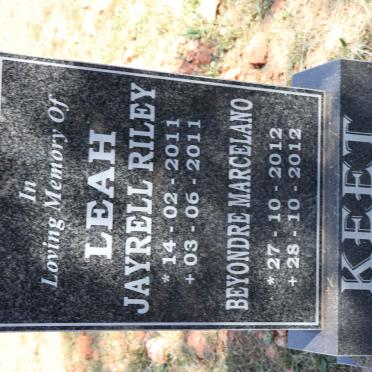 In
Loving Memory Of
LEAH
JAYRELL RILEY
* 14 - 02 - 2011
+ 03 - 06 - 2011
BEYONDRE MARCELANO
* 27 - 10 - 2012
+ 28 - 10 - 2012
KEET